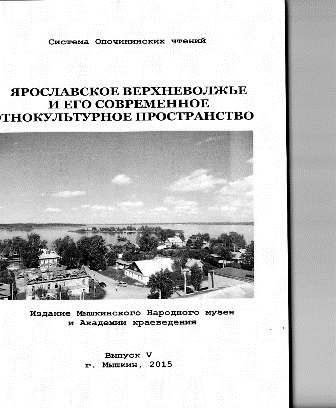 Система Опочининских чтений
ЯРОСЛАВСКОЕ ВЕРХНЕВОЛЖЬЕ
И ЕГО СОВРЕМЕННОЕ
ЭТНОКУЛЬТУРНОЕ ПРОСТРАНСТВО
Издание Мышкинского Народного музея
и Академии краеведения
Выпуск V
г. Мышкин, 2015